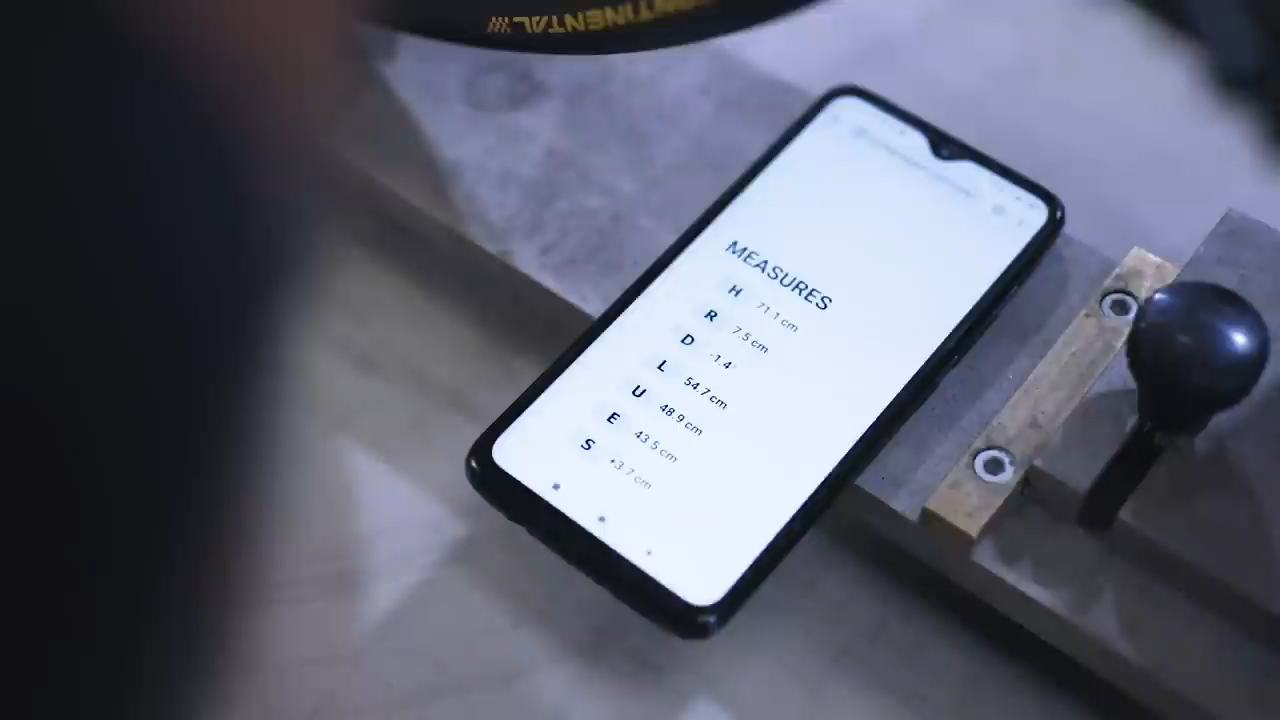 CONTINENTAL
MEASURES
H 71.1 cm
R 7.5 cm
D -1.4°
L 54.7 cm
U 48.9 cm
E 43.5 cm
S +3.7 cm